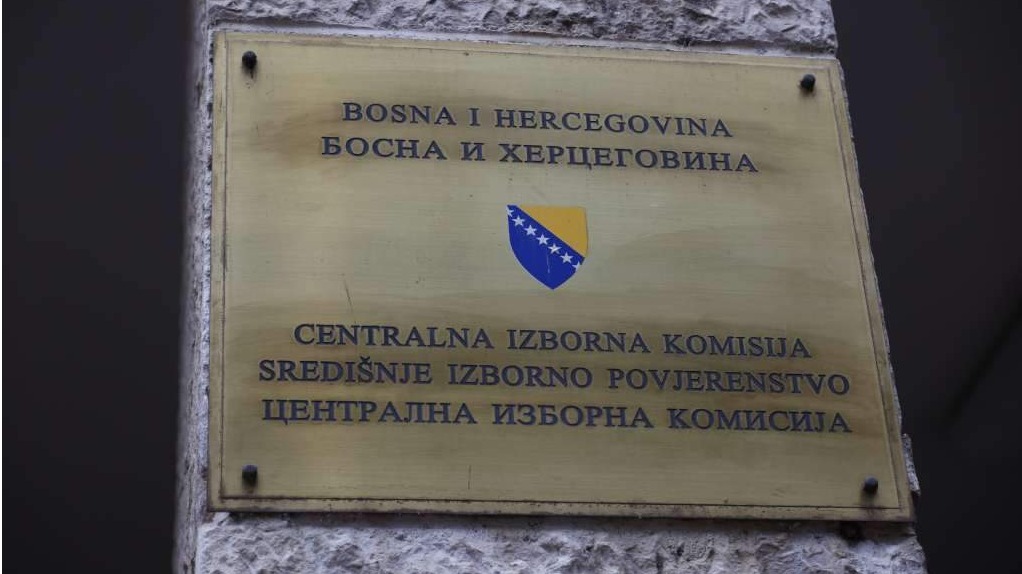 BOSNA I HERCEGOVINA
БОСНА И ХЕРЦЕГОВИНА
CENTRALNA IZBORNA KOMISIJA
SREDIŠNJE IZBORNO POVJERENSTVO
ЦЕНТРАЛНА ИЗБОРНА КОМИСИЈА